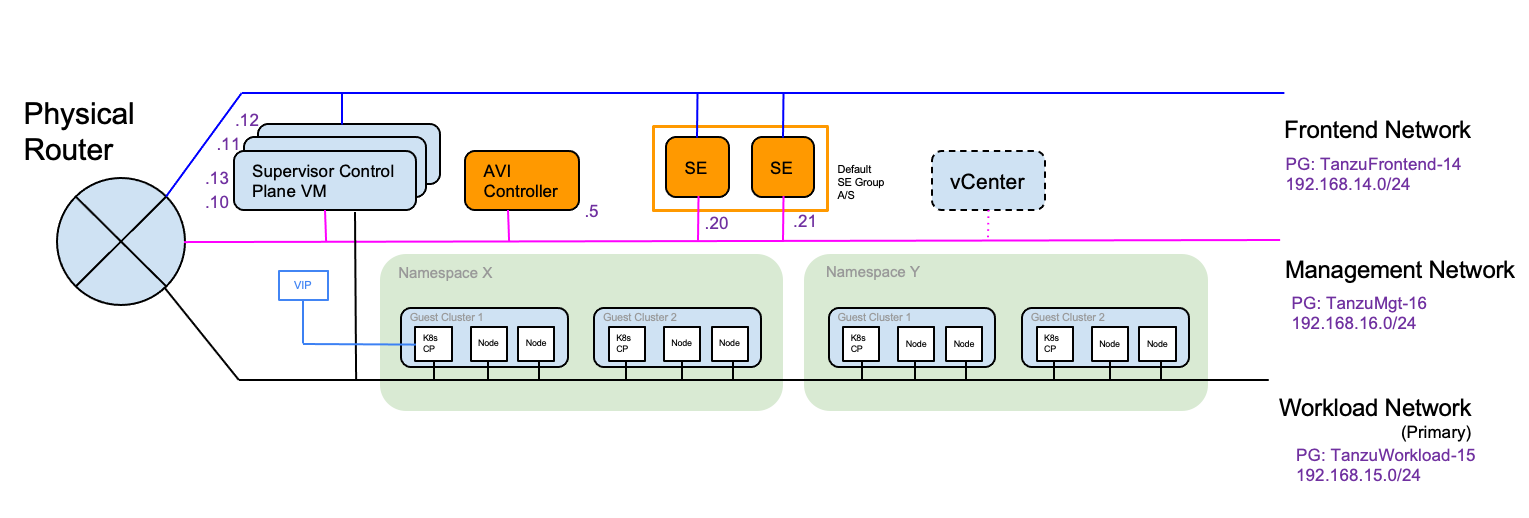 Physical
Router
.12
.11
.13
.10
Supervisor Control
Plane VM
AVI
Controller
.5
SE
SE
Default
SE Group
A/S
.20
.21
vCenter
Frontend Network
PG: TanzuFrontend-14
192.168.14.0/24
Management Network
PG: TanzuMgt-16
192.168.16.0/24
VIP
Namespace X
Guest Cluster 1
K8s
CP
Node
Node
Guest Cluster 2
K8s
CP
Node
Node
Namespace Y
Guest Cluster 1
K8s
CP
Node
Node
Guest Cluster 2
K8s
CP
Node
Node
Workload Network
(Primary)
PG: TanzuWorkload-15
192.168.15.0/24